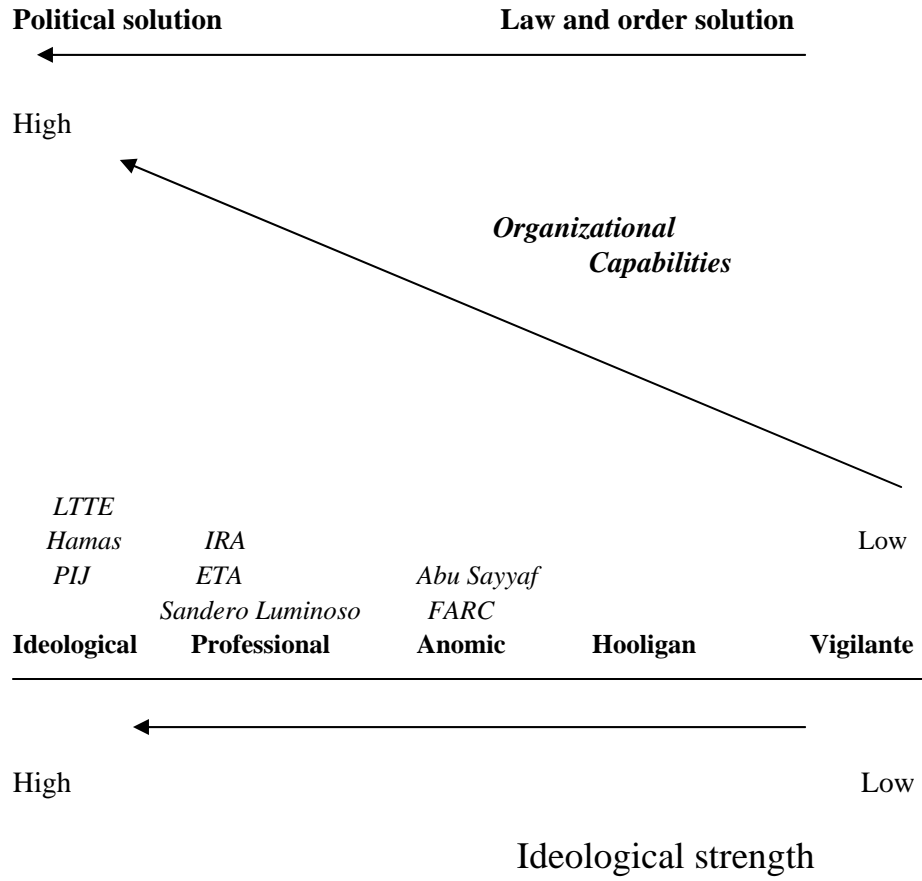 Political solution Law and order solution
High
Organizational
Capabilities
LTTE
Hamas IRA Low
PIJ ETA Abu Sayyaf
Sandero Luminoso FARC
Ideological Professional Anomic Hooligan Vigilante
High Low
Ideological strength